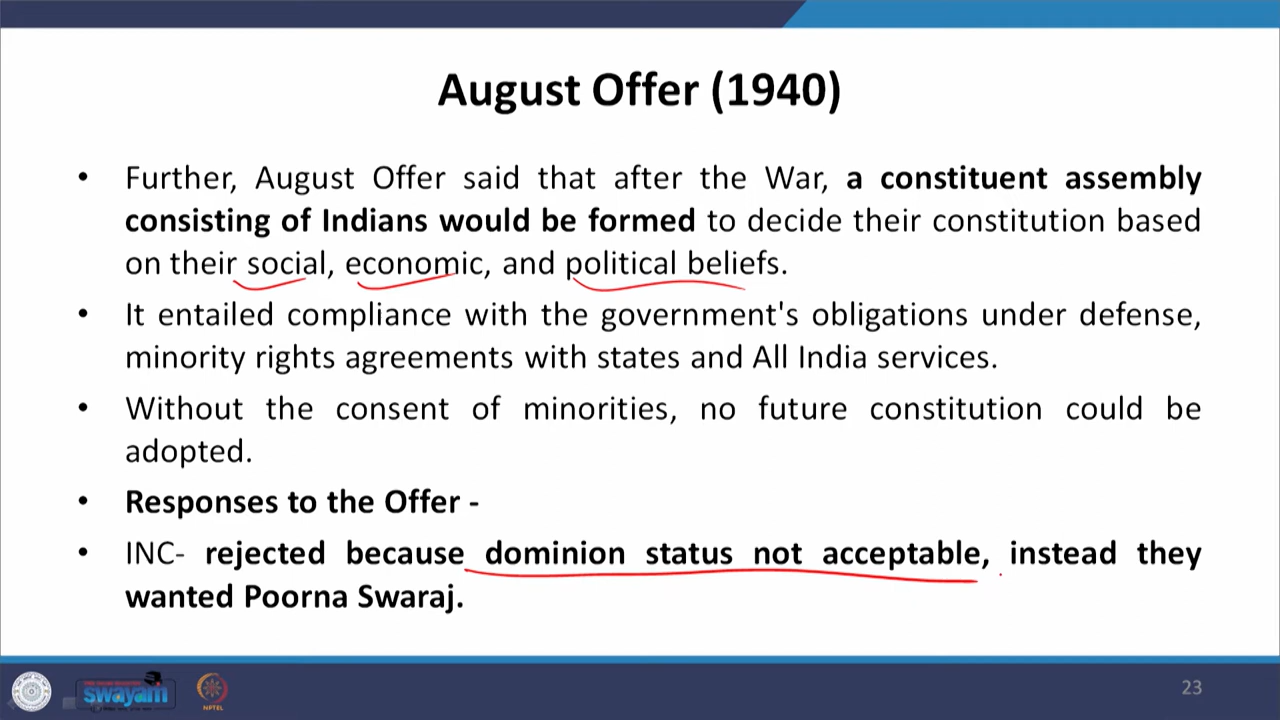 August Offer (1940)
• Further, August Offer said that after the War, a constituent assembly
consisting of Indians would be formed to decide their constitution based
on their social, economic, and political beliefs.
• It entailed compliance with the government's obligations under defense,
minority rights agreements with states and All India services.
• Without the consent of minorities, no future constitution could be
adopted.
• Responses to the Offer -
• INC- rejected because dominion status not acceptable, instead they
wanted Poorna Swaraj.
swayam
NPTEL
23